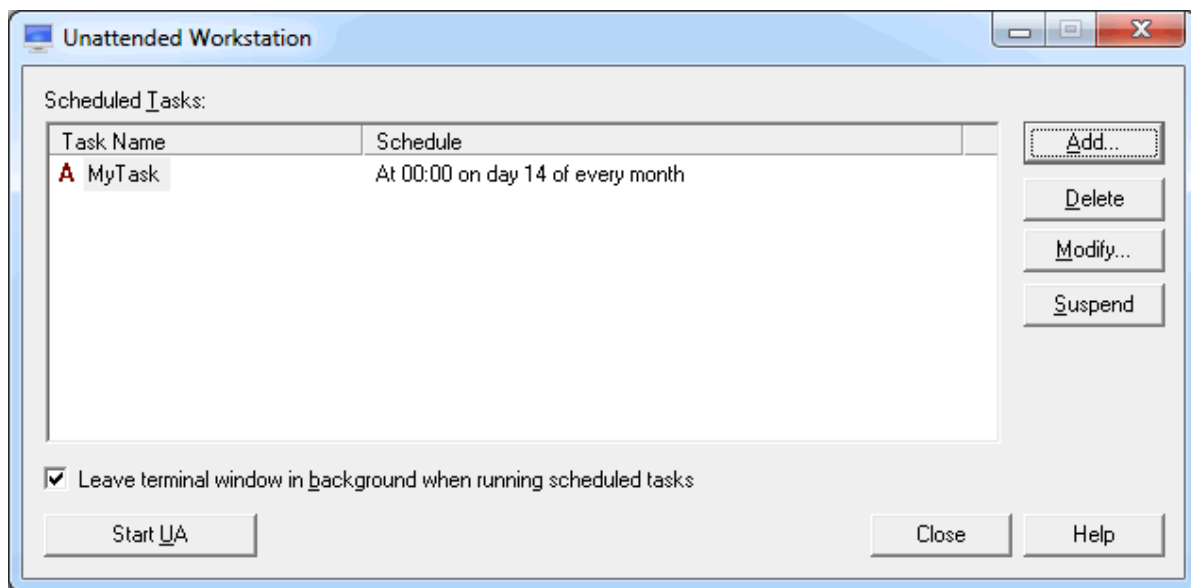 Unattended Workstation
Scheduled Tasks:
Task Name Schedule
A MyTask At 00:00 on day 14 of every month
Add...
Delete
Modify...
Suspend
Leave terminal window in background when running scheduled tasks
Start UA Close Help